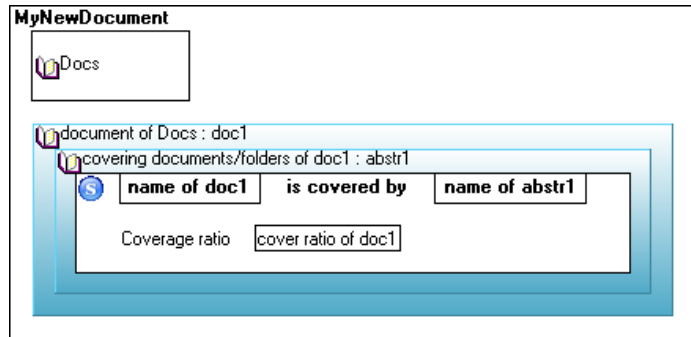 MyNewDocument
Docs
document of Docs : doc1
covering documents/folders of doc1 : abstr1
S name of doc1 is covered by name of abstr1
Coverage ratio cover ratio of doc1